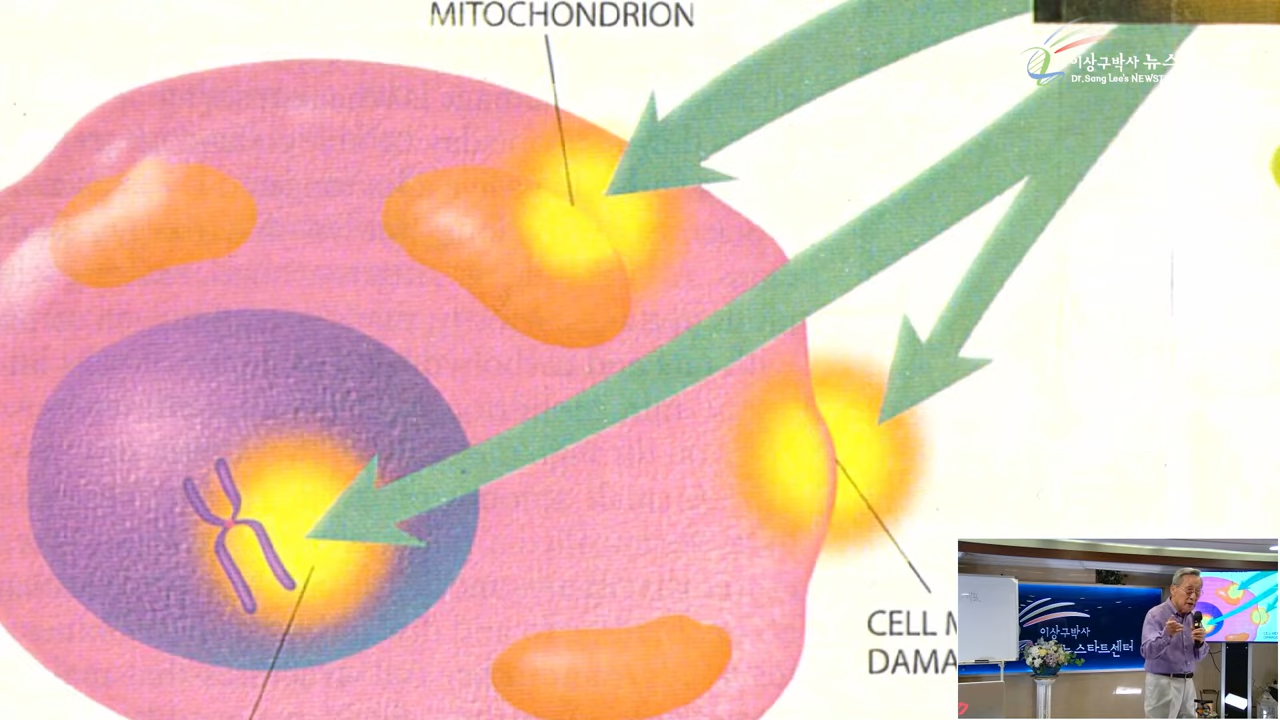 MITOCHONDRION
이상구박사 뉴스
Dr.Sang Lee's NEWST
CELL M
DAMA
이상구박사
스타트센터